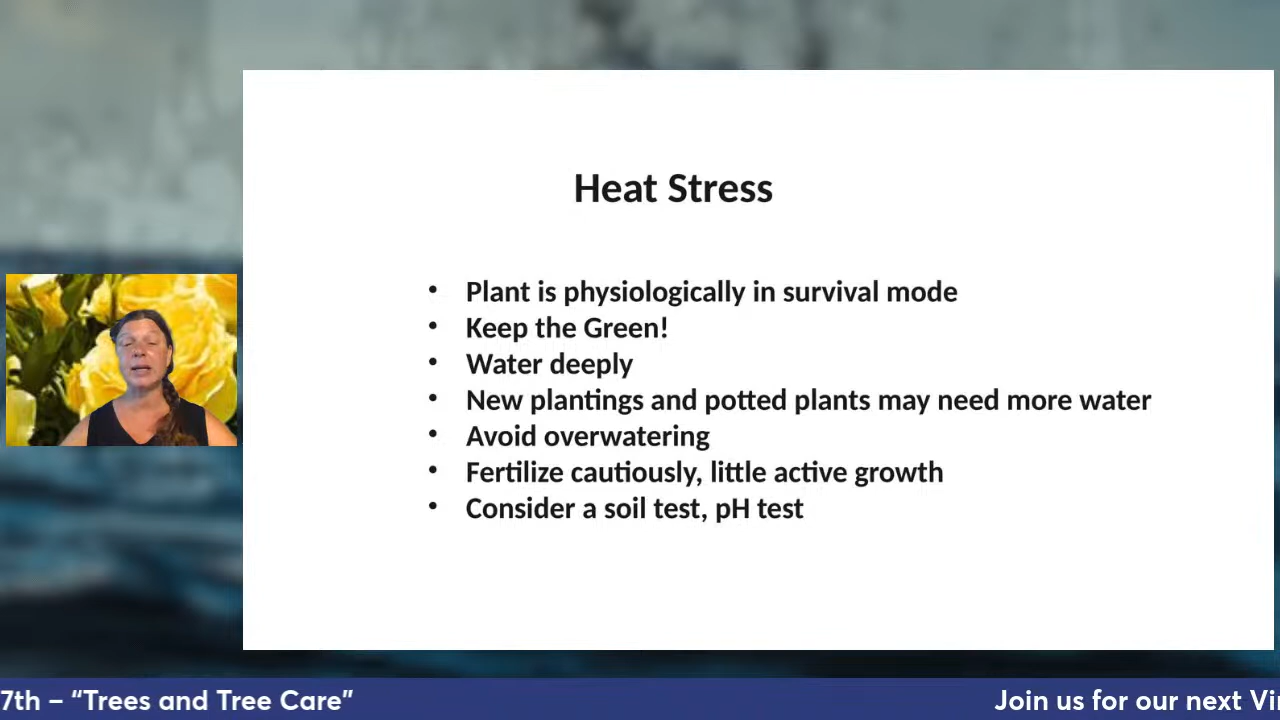 Heat Stress
• Plant is physiologically in survival mode
• Keep the Green!
• Water deeply
• New plantings and potted plants may need more water
• Avoid overwatering
• Fertilize cautiously, little active growth
• Consider a soil test, pH test
7th – “Trees and Tree Care” Join us for our next Vi